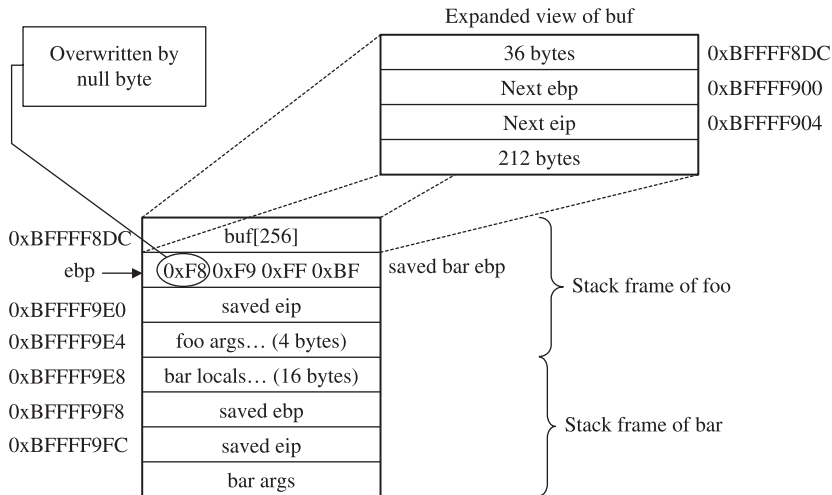 Expanded view of buf
Overwritten by
null byte
36 bytes 0xBFFFF8DC
Next ebp 0xBFFFF900
Next eip 0xBFFFF904
212 bytes
0xBFFFF8DC buf[256]
ebp 0xF8 0xF9 0xFF 0xBF saved bar ebp
0xBFFFF9E0 saved eip
Stack frame of foo
0xBFFFF9E4 foo args… (4 bytes)
0xBFFFF9E8 bar locals… (16 bytes)
0xBFFFF9F8 saved ebp
Stack frame of bar
0xBFFFF9FC saved eip
bar args